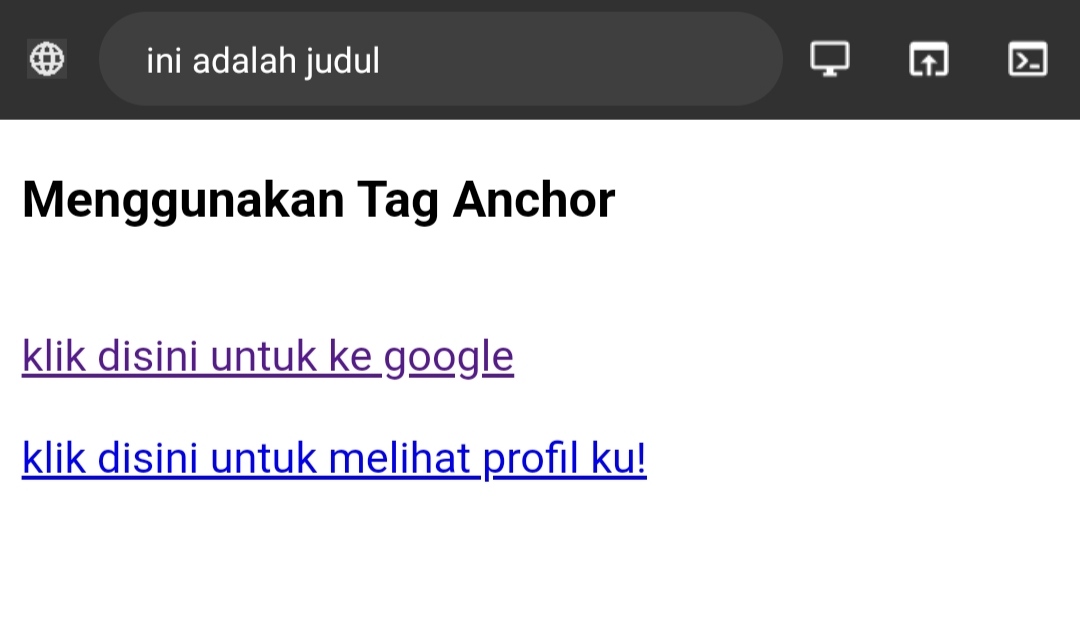 ini adalah judul
Menggunakan Tag Anchor
klik disini untuk ke google
klik disini untuk melihat profil ku!